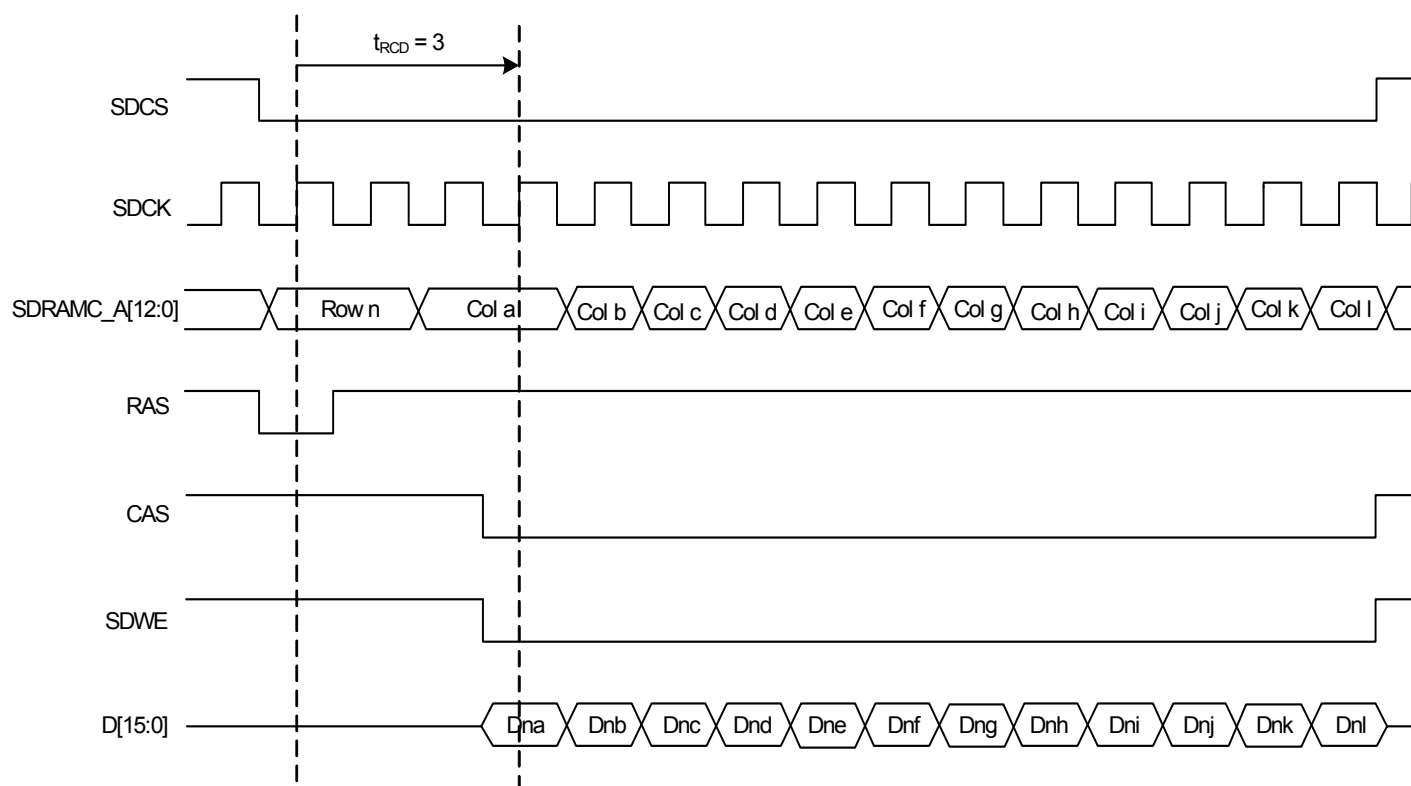 tRCD = 3
SDCS
SDCK
SDRAMC_A[12:0] Row n Col a Col b Col c Col d Col e Col f Col g Col h Col i Col j Col k Col l
RAS
CAS
SDWE
D[15:0] Dna Dnb Dnc Dnd Dne Dnf Dng Dnh Dni Dnj Dnk Dnl